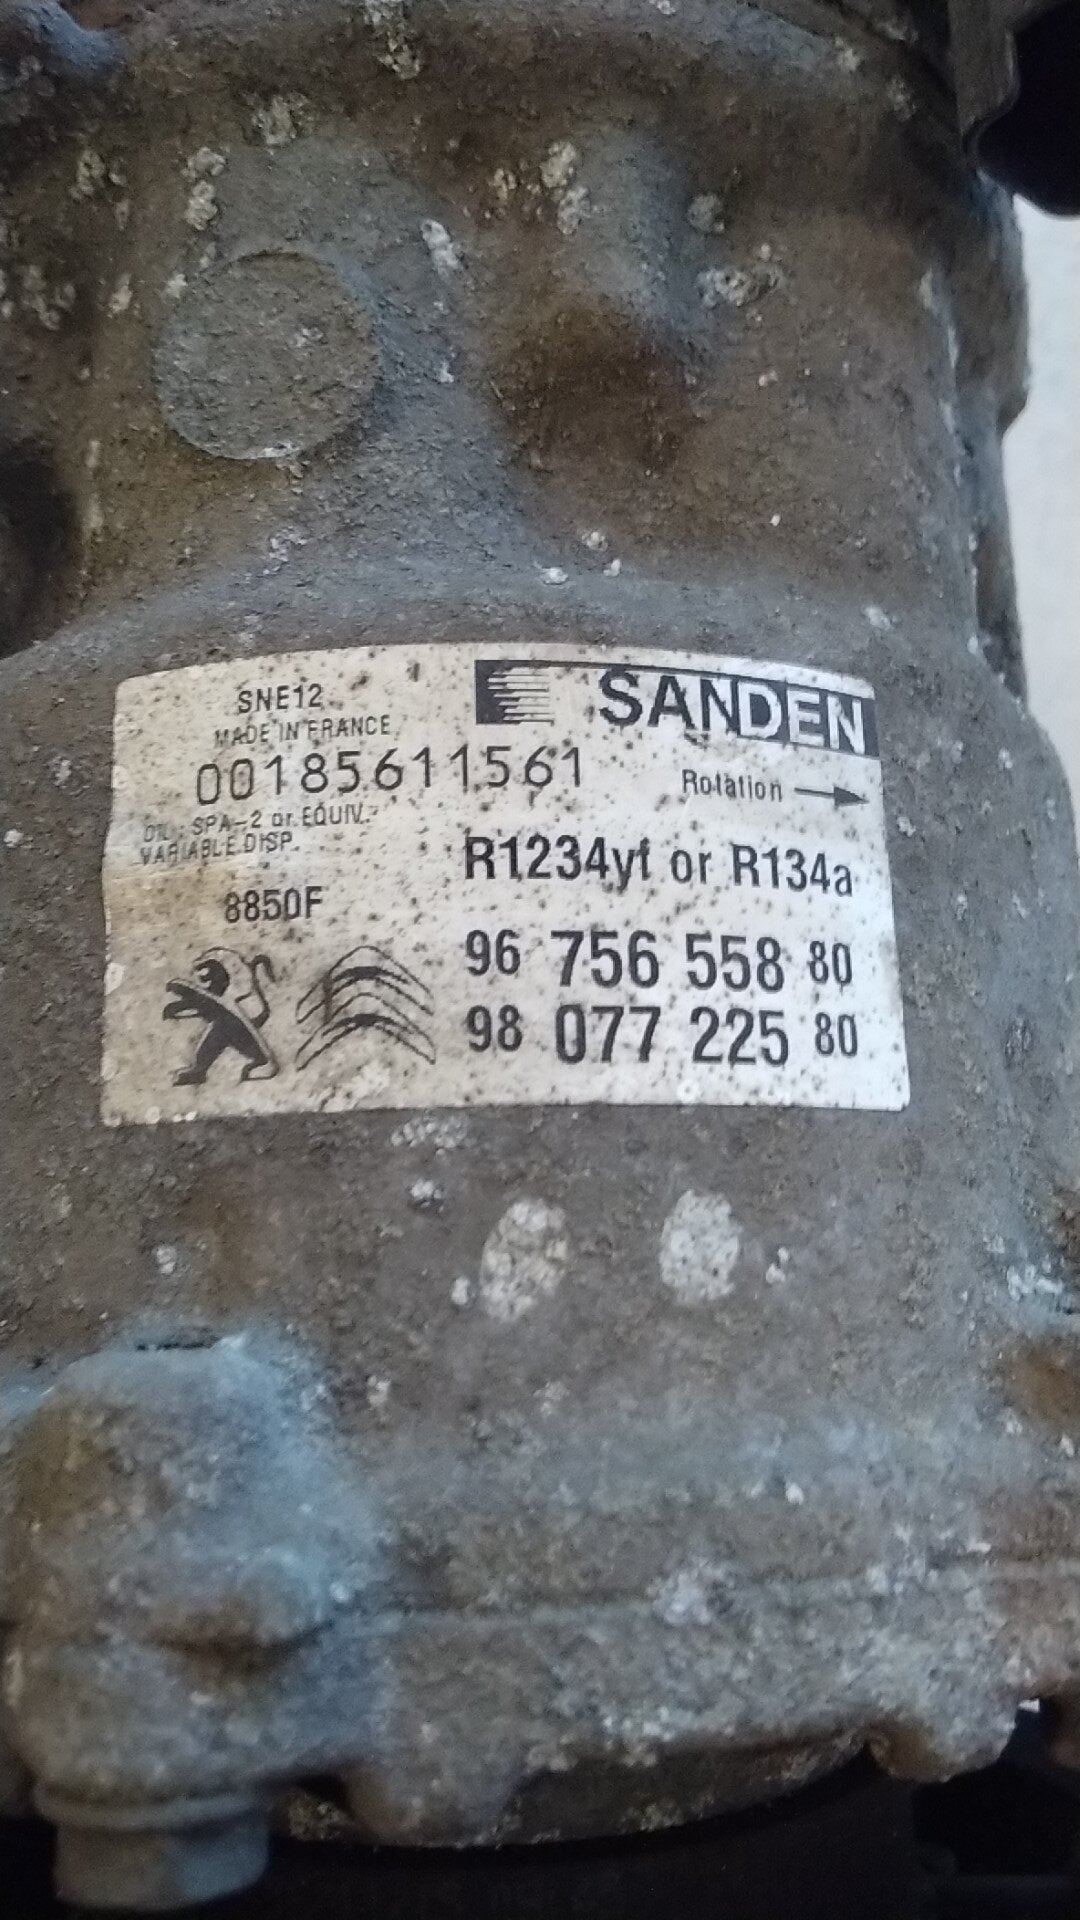 SNE12
SANDEN
MADE IN FRANCE
00185611561
Rotation
OIL: SPA-2 or EQUIV.
VARIABLE DISP.
R1234yf or R134a
8850F
96 756 558 80
98 077 225 80